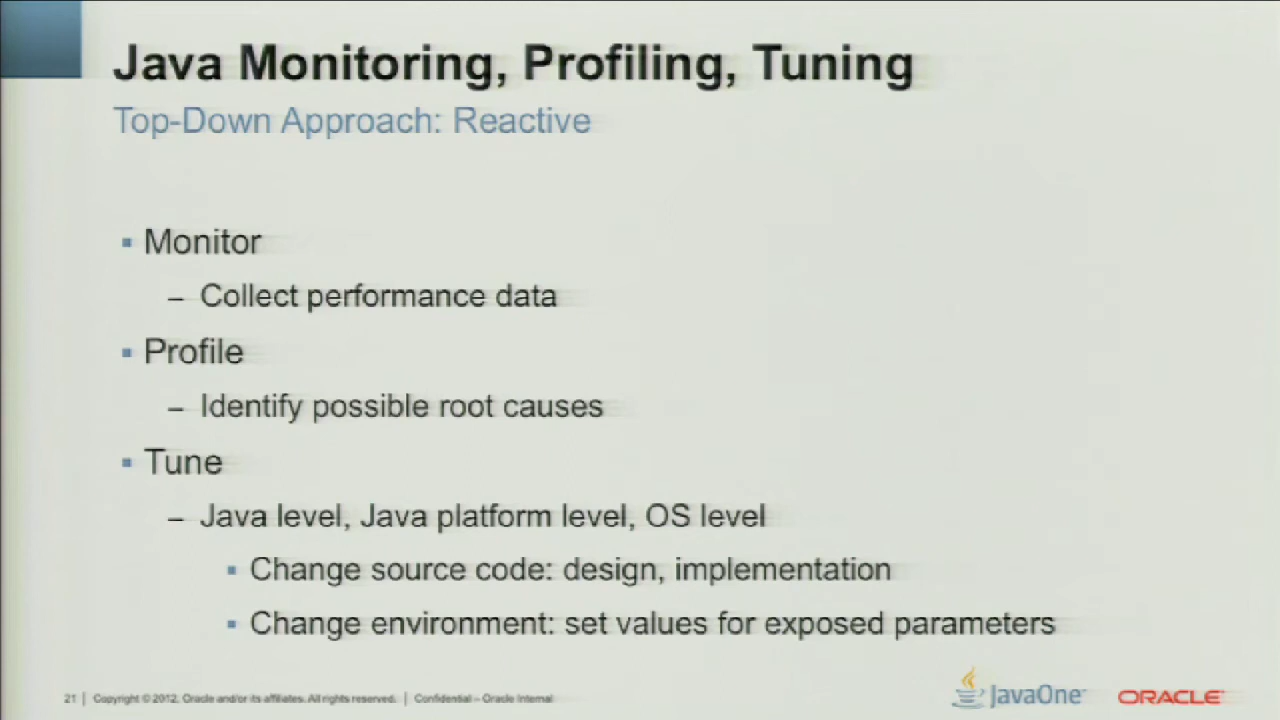 Java Monitoring, Profiling, Tuning
Top-Down Approach: Reactive
▪ Monitor
– Collect performance data
▪ Profile
– Identify possible root causes
▪ Tune
– Java level, Java platform level, OS level
▪ Change source code: design, implementation
▪ Change environment: set values for exposed parameters
21 | Copyright © 2012, Oracle and/or its affiliates. All rights reserved. | Confidential – Oracle Internal
JavaOne
ORACLE